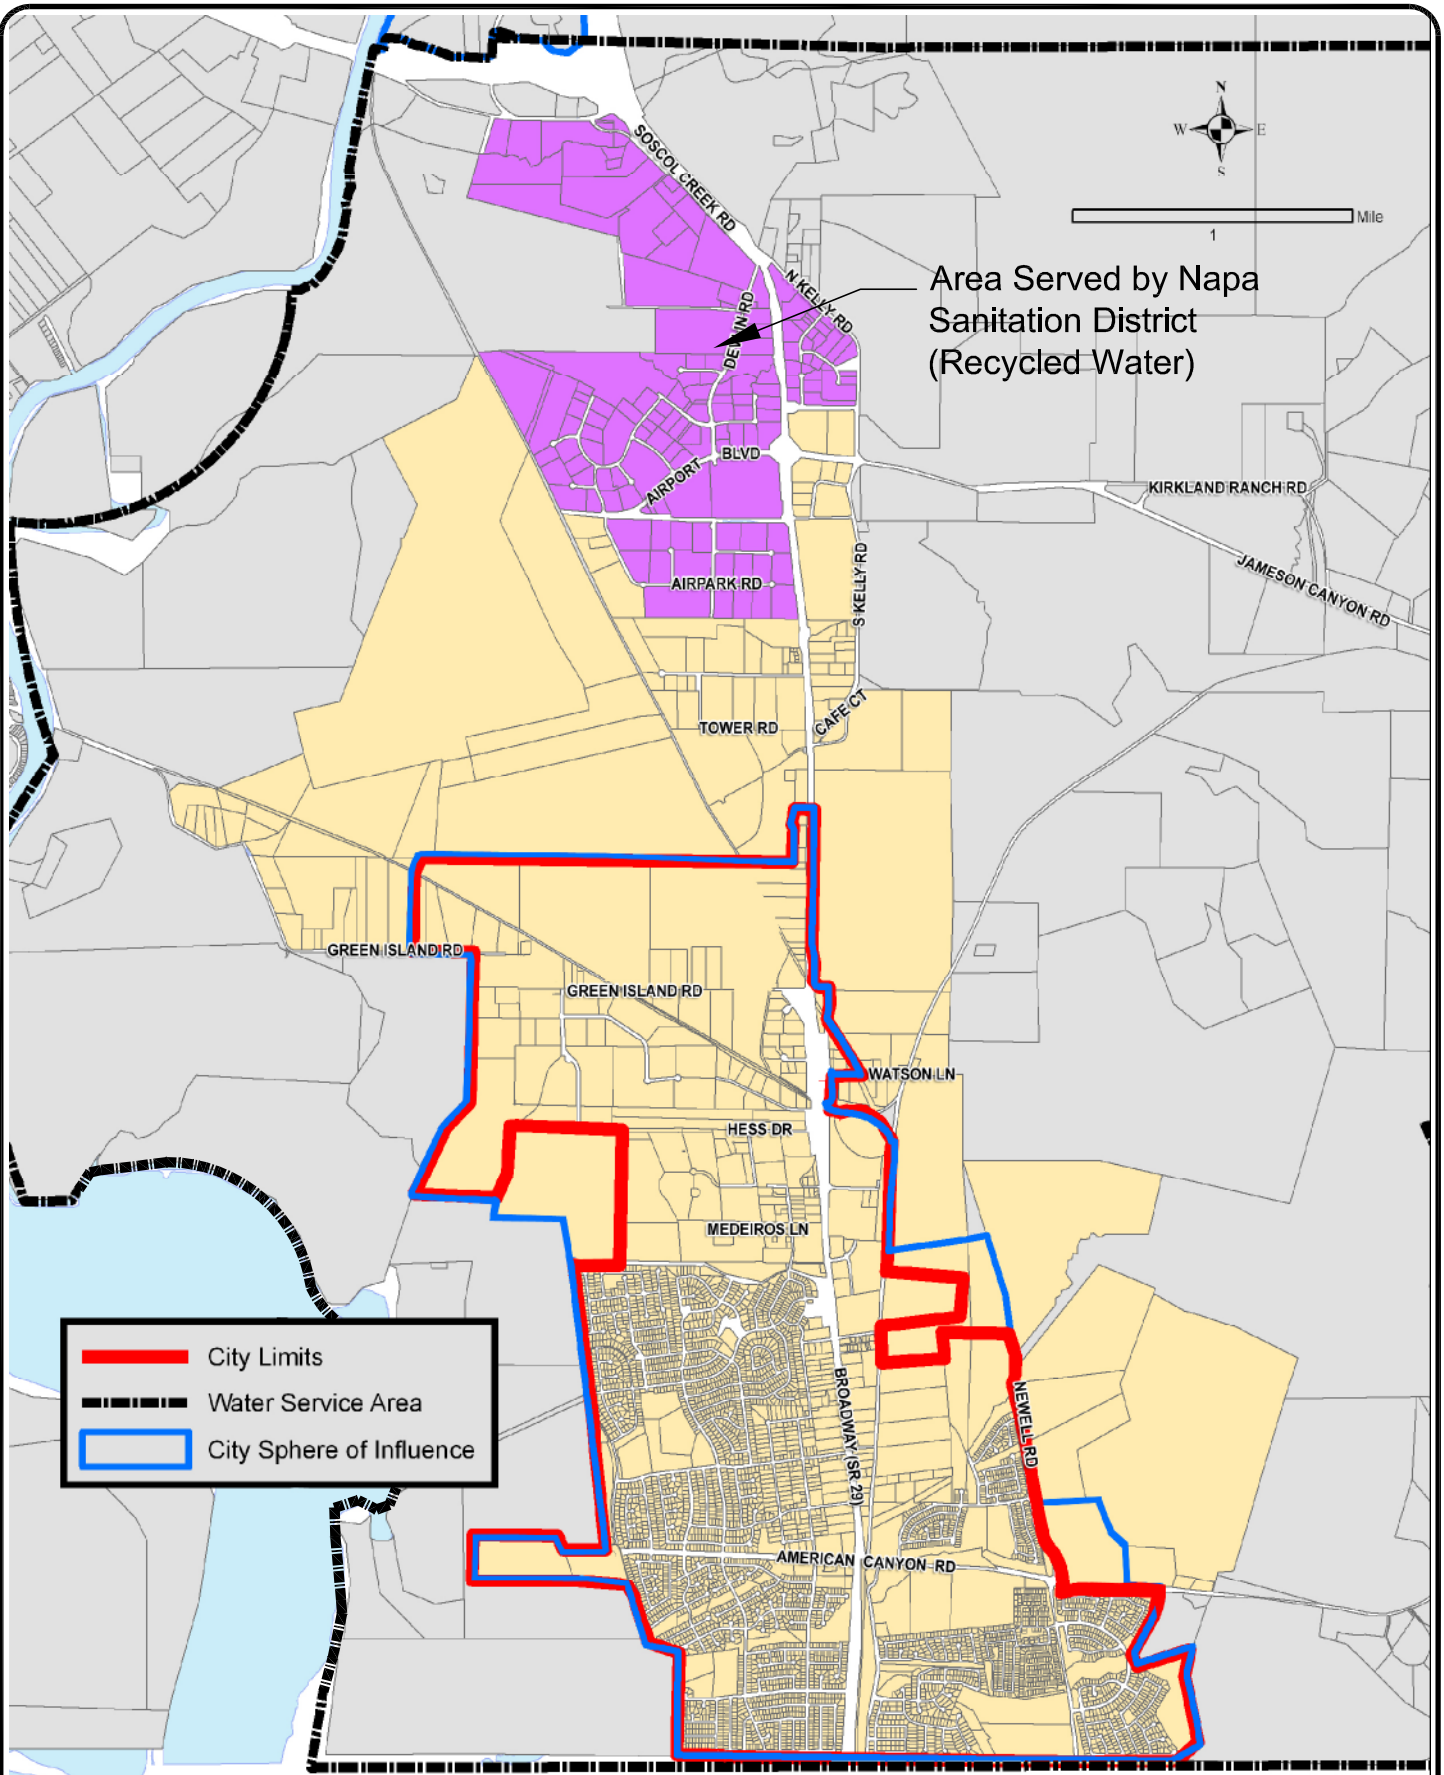 N
W E
S
Mile
1
SOSCOL CREEK RD
N KELLY RD
DEVLIN RD
Area Served by Napa
Sanitation District
(Recycled Water)
BLVD
AIRPORT
KIRKLAND RANCH RD
JAMESON CANYON RD
AIRPARK RD
S KELLY RD
TOWER RD
CAFE CT
GREEN ISLAND RD
GREEN ISLAND RD
WATSON LN
HESS DR
MEDEIROS LN
BROADWAY (SR 29)
NEWELL RD
AMERICAN CANYON RD
City Limits
Water Service Area
City Sphere of Influence